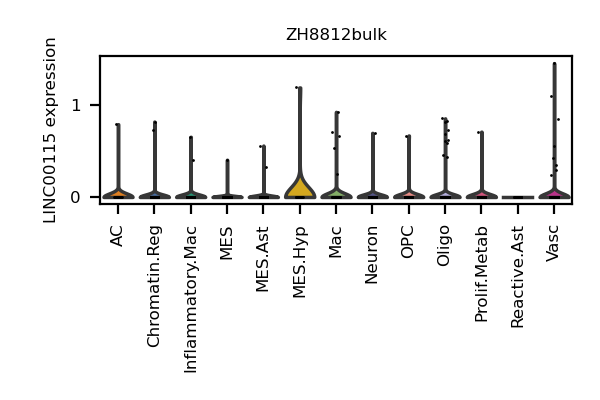 ZH8812bulk
LINC00115 expression
1
0
AC
Chromatin.Reg
Inflammatory.Mac
MES
MES.Ast
MES.Hyp
Mac
Neuron
OPC
Oligo
Prolif.Metab
Reactive.Ast
Vasc